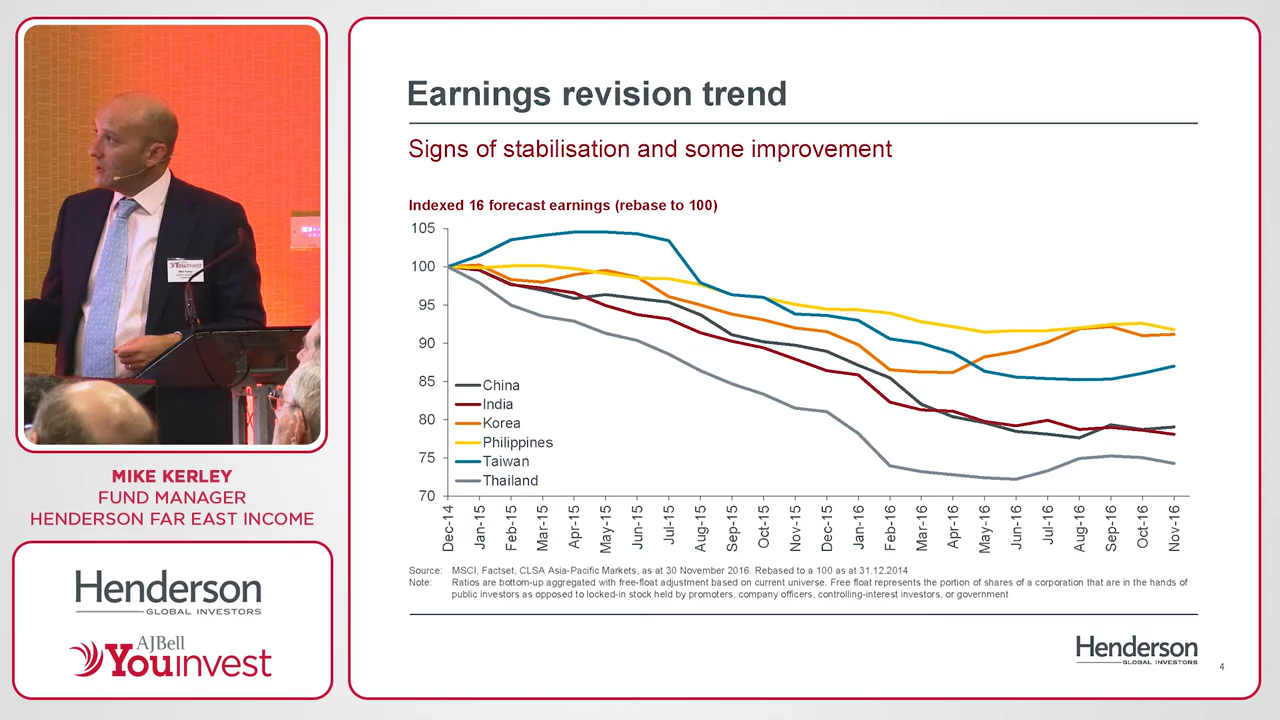 MIKE KERLEY
FUND MANAGER
HENDERSON FAR EAST INCOME
Henderson
GLOBAL INVESTORS
AJBell
Youinvest
Youinvest
Earnings revision trend
Signs of stabilisation and some improvement
Indexed 16 forecast earnings (rebase to 100)
105
100
95
90
85
80
75
70
China
India
Korea
Philippines
Taiwan
Thailand
Dec-14
Jan-15
Feb-15
Mar-15
Apr-15
May-15
Jun-15
Jul-15
Aug-15
Sep-15
Oct-15
Nov-15
Dec-15
Jan-16
Feb-16
Mar-16
Apr-16
May-16
Jun-16
Jul-16
Aug-16
Sep-16
Oct-16
Nov-16
Source: MSCI, Factset, CLSA Asia-Pacific Markets, as at 30 November 2016. Rebased to a 100 as at 31.12.2014
Note: Ratios are bottom-up aggregated with free-float adjustment based on current universe. Free float represents the portion of shares of a corporation that are in the hands of
public investors as opposed to locked-in stock held by promoters, company officers, controlling-interest investors, or government
Henderson
GLOBAL INVESTORS
4